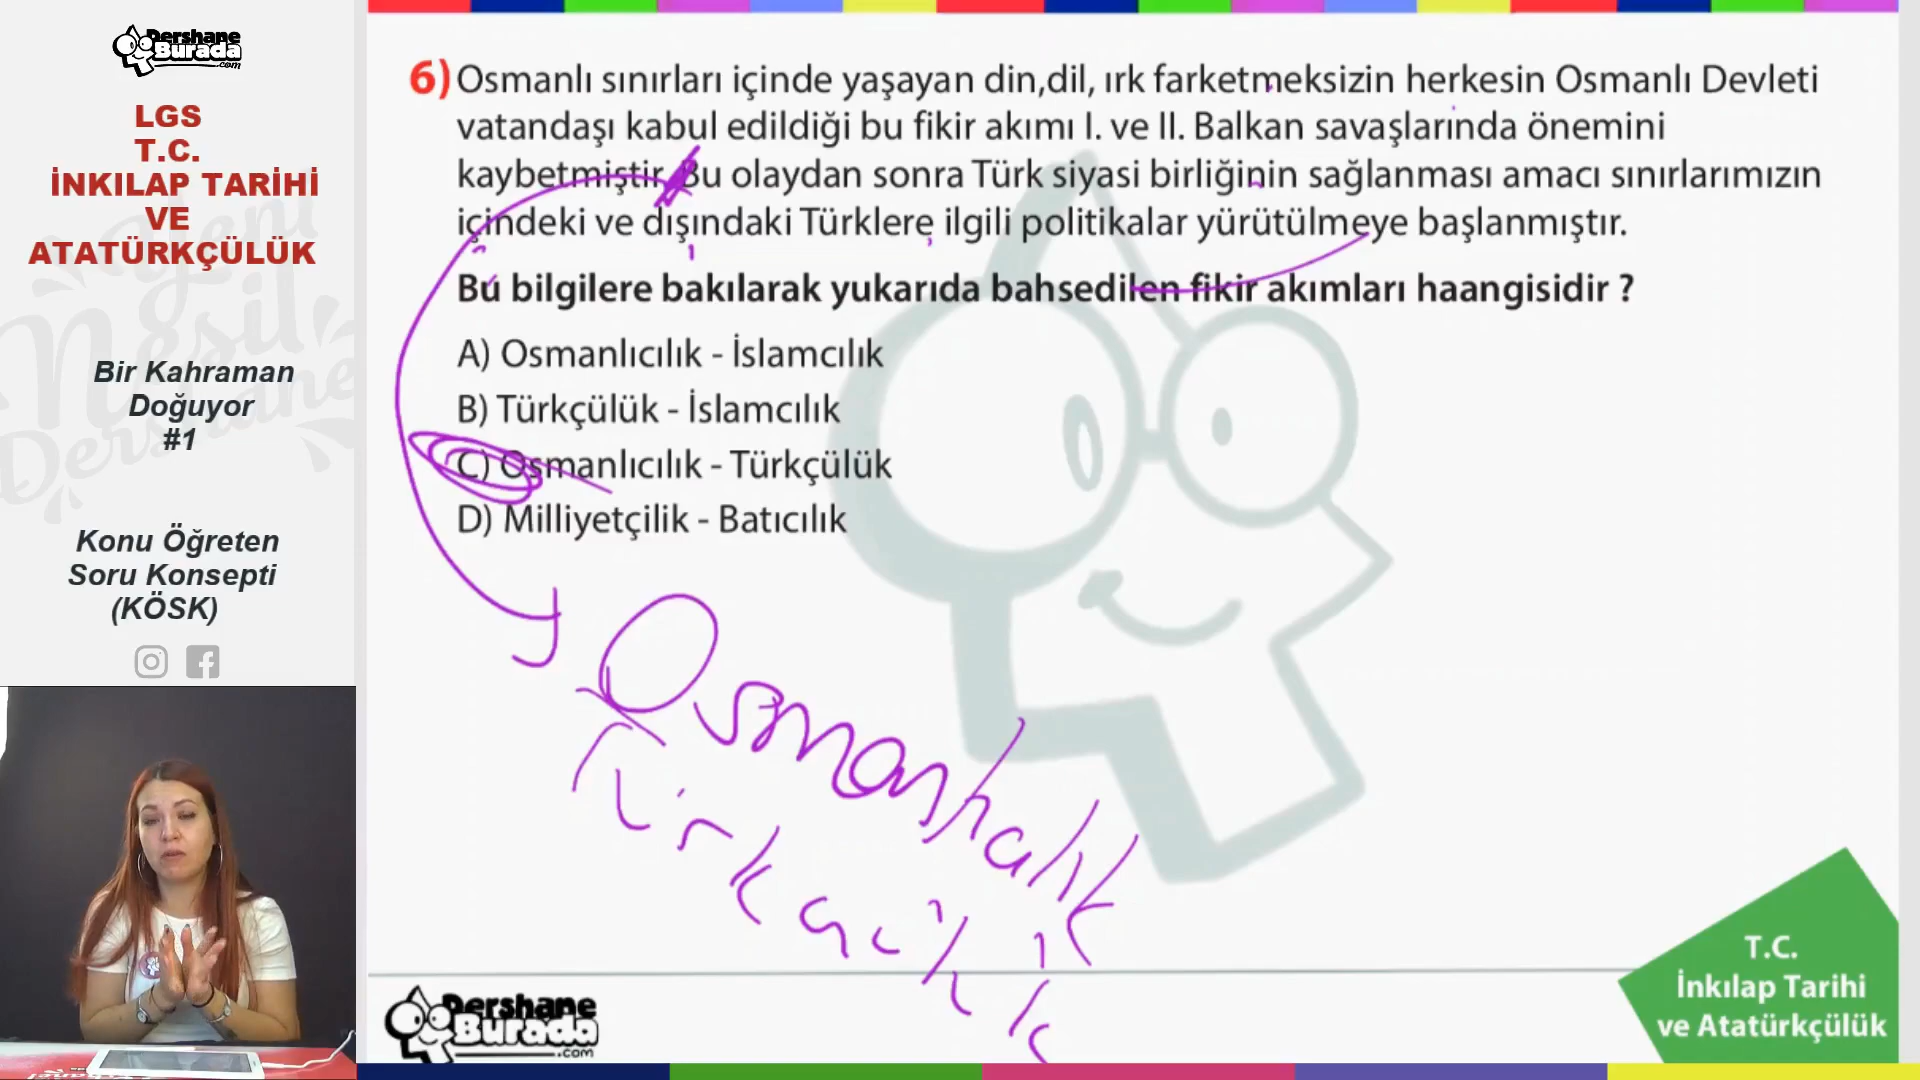 Dershane
Burada
.com
LGS
T.C.
İNKILAP TARİHİ
VE
ATATÜRKÇÜLÜK
Yeni
Nesil
Dershane
Bir Kahraman
Doğuyor
#1
Konu Öğreten
Soru Konsepti
(KÖSK)
6) Osmanlı sınırları içinde yaşayan din,dil, ırk farketmeksizin herkesin Osmanlı Devleti
vatandaşı kabul edildiği bu fikir akımı I. ve II. Balkan savaşlarında önemini
kaybetmiştir. Bu olaydan sonra Türk siyasi birliğinin sağlanması amacı sınırlarımızın
içindeki ve dışındaki Türklere ilgili politikalar yürütülmeye başlanmıştır.
Bu bilgilere bakılarak yukarıda bahsedilen fikir akımları haangisidir ?
A) Osmanlıcılık - İslamcılık
B) Türkçülük - İslamcılık
C) Osmanlıcılık - Türkçülük
D) Milliyetçilik - Batıcılık
T.C.
İnkılap Tarihi
ve Atatürkçülük
Dershane
Burada
.com